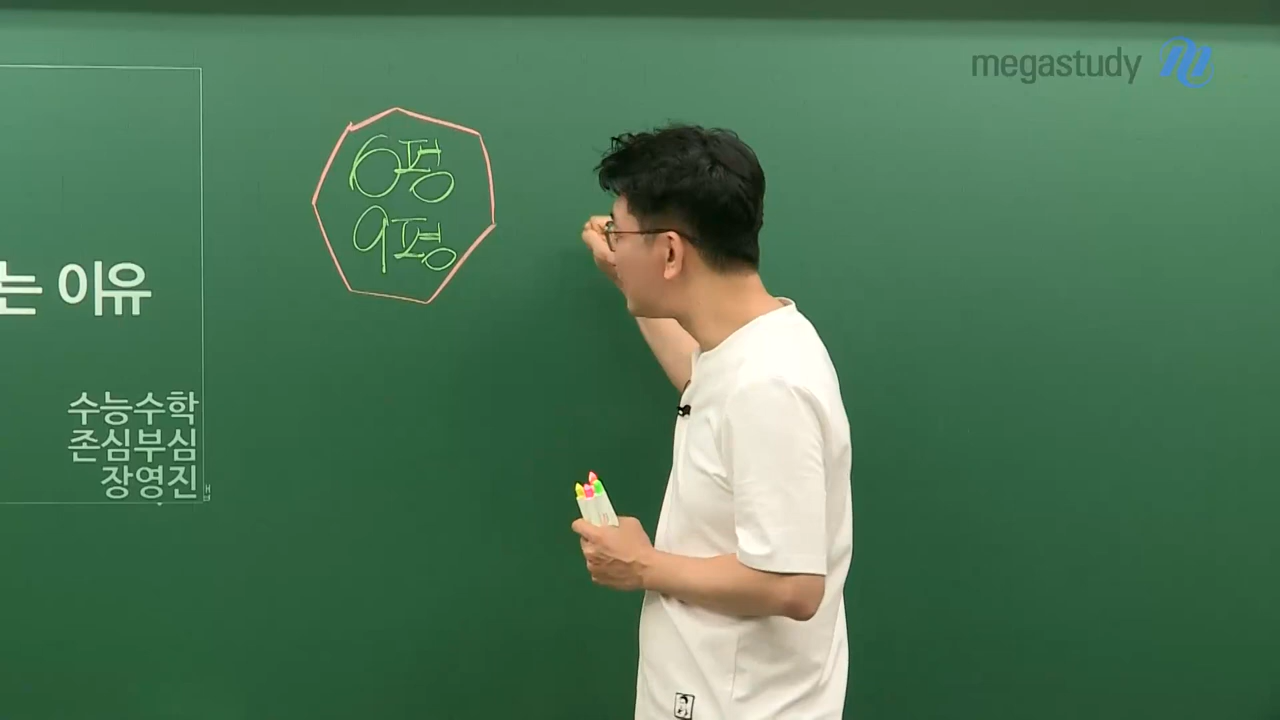 megastudy
6평
9평
는 이유
수능수학
존심부심
장영진